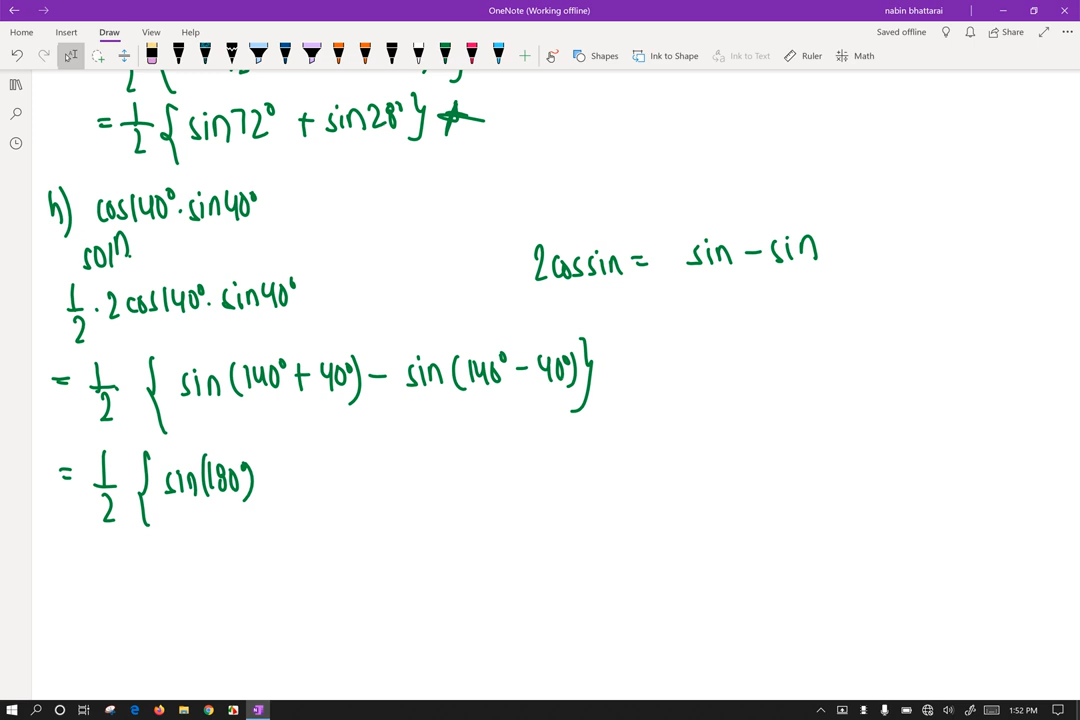 OneNote (Working offline)
nabin bhattarai
Home Insert Draw View Help
Saved offline Share
Shapes Ink to Shape Ink to Text Ruler Math
= 1/2 { sin72° + sin28° }
h) cos140°. sin40°
soln.
1/2 . 2 cos140°. sin40°
2cossin = sin - sin
= 1/2 { sin(140° + 40°) - sin(140° - 40°) }
= 1/2 { sin(180°)
1:52 PM